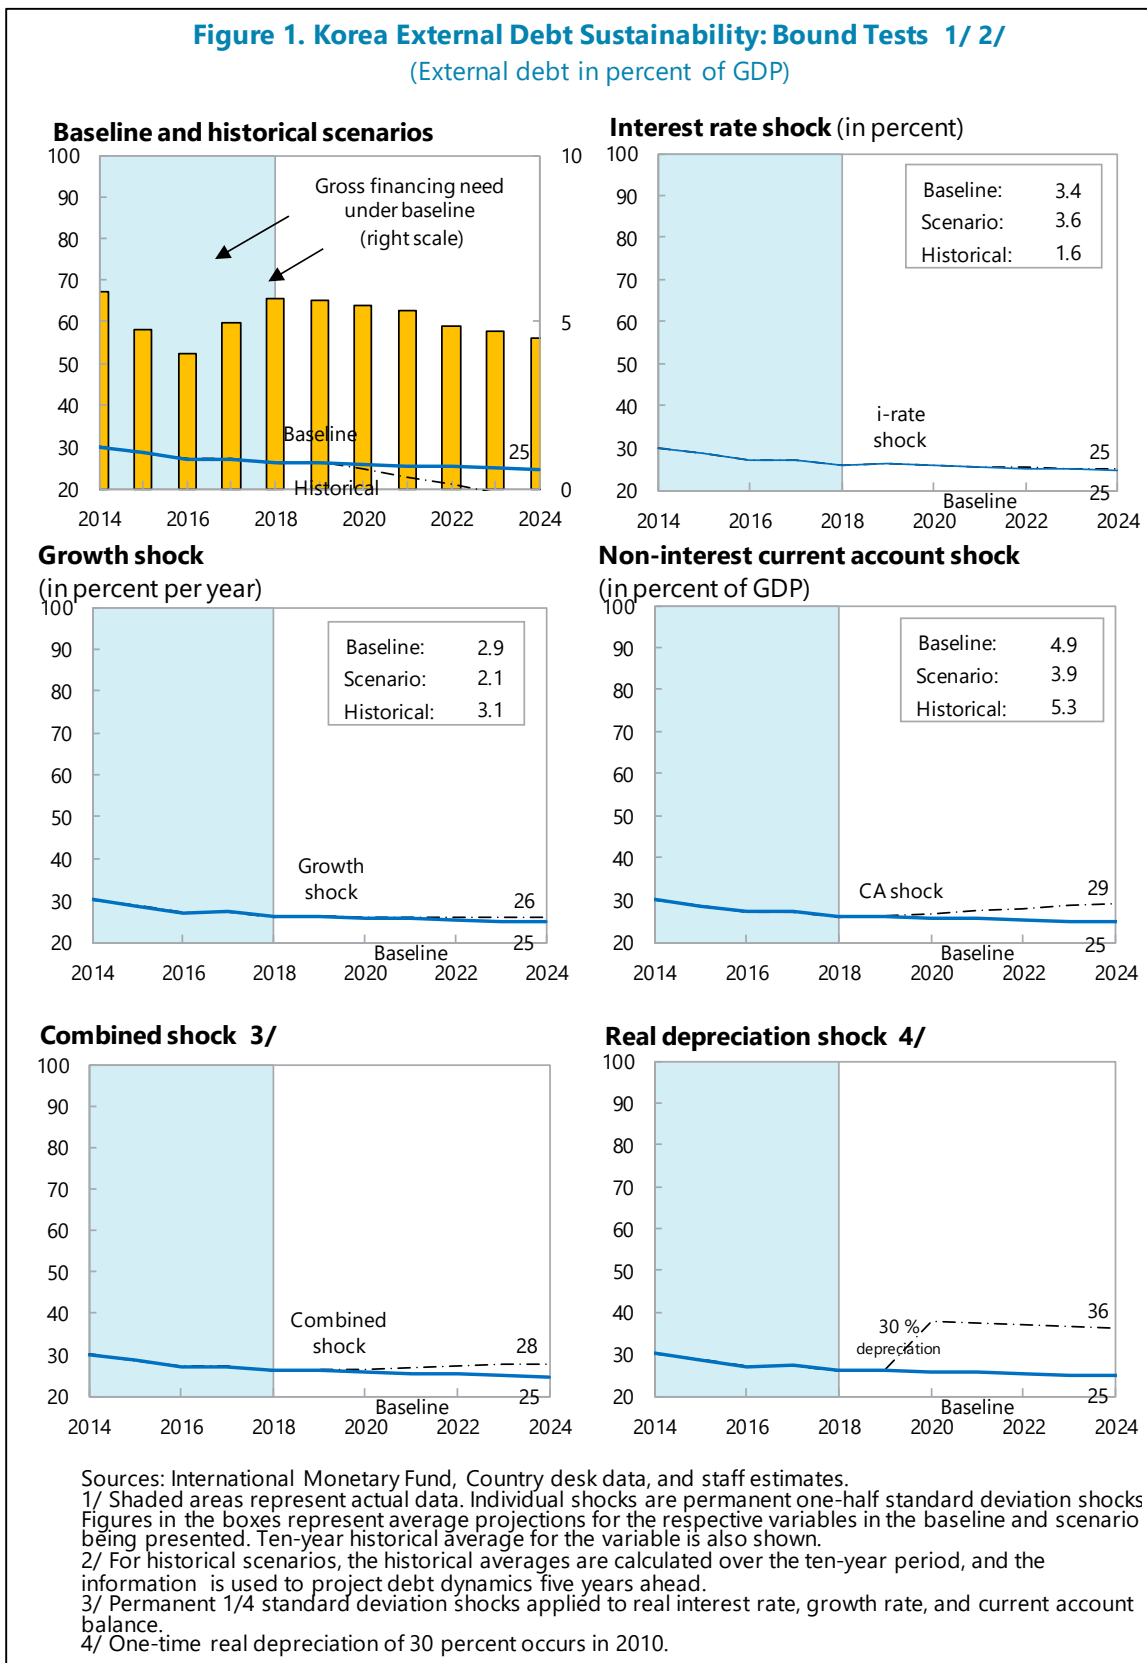 Figure 1. Korea External Debt Sustainability: Bound Tests 1/ 2/
(External debt in percent of GDP)
Baseline and historical scenarios
100
90
80
70
60
50
40
30
20
10
5
0
Gross financing need
under baseline
(right scale)
Baseline
25
Historical
2014 2016 2018 2020 2022 2024
Interest rate shock (in percent)
100
90
80
70
60
50
40
30
20
Baseline: 3.4
Scenario: 3.6
Historical: 1.6
i-rate
shock
25
25
Baseline
2014 2016 2018 2020 2022 2024
Growth shock
(in percent per year)
100
90
80
70
60
50
40
30
20
Baseline: 2.9
Scenario: 2.1
Historical: 3.1
Growth
shock
26
25
Baseline
2014 2016 2018 2020 2022 2024
Non-interest current account shock
(in percent of GDP)
100
90
80
70
60
50
40
30
20
Baseline: 4.9
Scenario: 3.9
Historical: 5.3
CA shock
29
25
Baseline
2014 2016 2018 2020 2022 2024
Combined shock 3/
100
90
80
70
60
50
40
30
20
Combined
shock
28
25
Baseline
2014 2016 2018 2020 2022 2024
Real depreciation shock 4/
100
90
80
70
60
50
40
30
20
30 %
depreciation
36
25
Baseline
2014 2016 2018 2020 2022 2024
Sources: International Monetary Fund, Country desk data, and staff estimates.
1/ Shaded areas represent actual data. Individual shocks are permanent one-half standard deviation shocks.
Figures in the boxes represent average projections for the respective variables in the baseline and scenario
being presented. Ten-year historical average for the variable is also shown.
2/ For historical scenarios, the historical averages are calculated over the ten-year period, and the
information is used to project debt dynamics five years ahead.
3/ Permanent 1/4 standard deviation shocks applied to real interest rate, growth rate, and current account
balance.
4/ One-time real depreciation of 30 percent occurs in 2010.